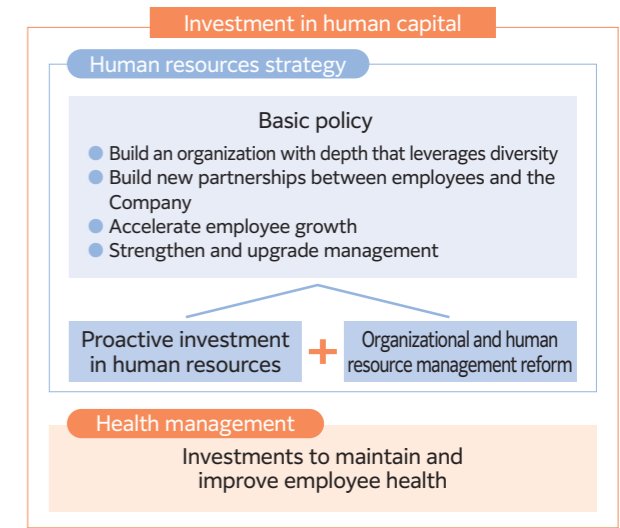 Investment in human capital
Human resources strategy
Basic policy
● Build an organization with depth that leverages diversity
● Build new partnerships between employees and the
Company
● Accelerate employee growth
● Strengthen and upgrade management
Proactive investment
in human resources
+
Organizational and human
resource management reform
Health management
Investments to maintain and
improve employee health